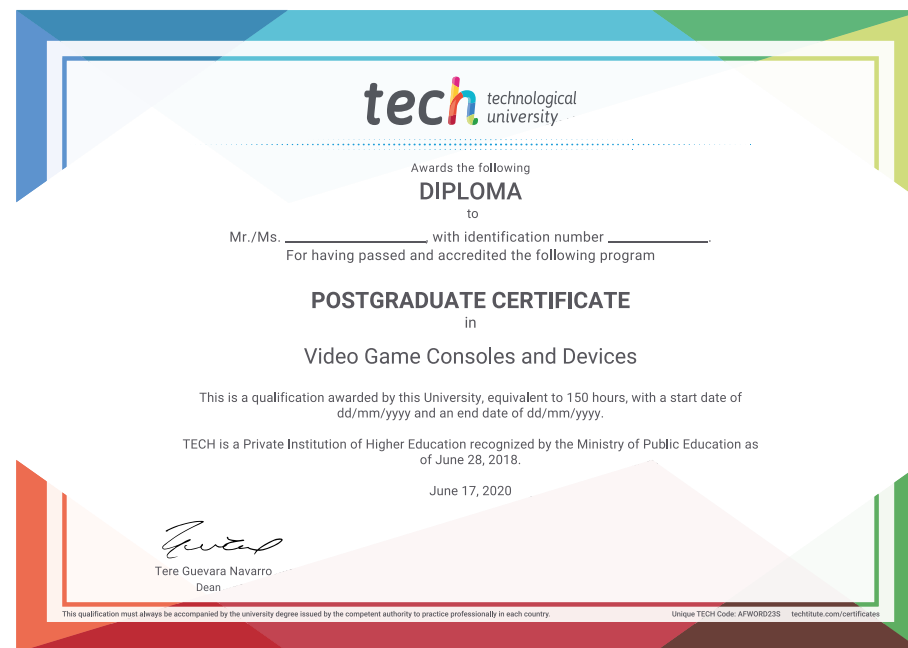 tech technological
university
Awards the following
DIPLOMA
to
Mr./Ms. ____________________, with identification number ______________.
For having passed and accredited the following program
POSTGRADUATE CERTIFICATE
in
Video Game Consoles and Devices
This is a qualification awarded by this University, equivalent to 150 hours, with a start date of
dd/mm/yyyy and an end date of dd/mm/yyyy.
TECH is a Private Institution of Higher Education recognized by the Ministry of Public Education as
of June 28, 2018.
June 17, 2020
Tere Guevara Navarro
Dean
This qualification must always be accompanied by the university degree issued by the competent authority to practice professionally in each country. Unique TECH Code: AFWORD23S techtitute.com/certificates